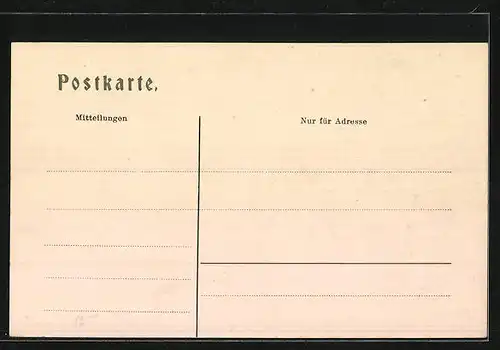 Postkarte.
Mitteilungen
Nur für Adresse